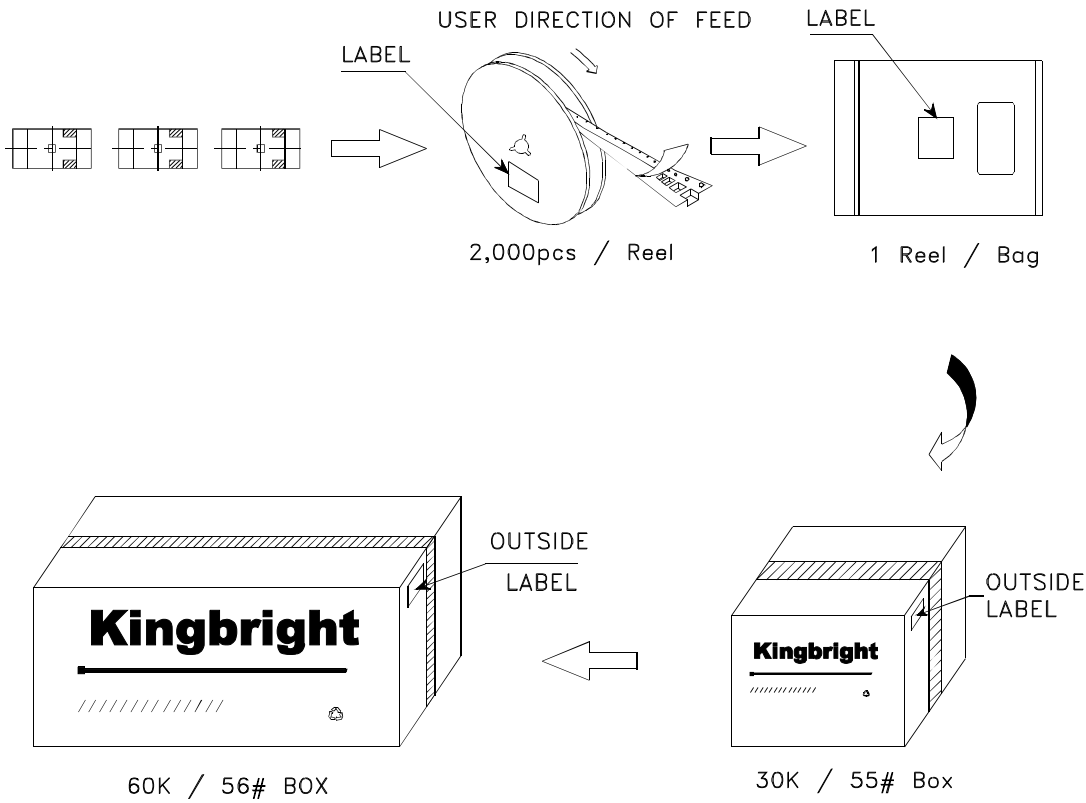 USER DIRECTION OF FEED
LABEL
LABEL
2,000pcs / Reel
1 Reel / Bag
OUTSIDE
LABEL
Kingbright
60K / 56# BOX
OUTSIDE
LABEL
Kingbright
30K / 55# Box